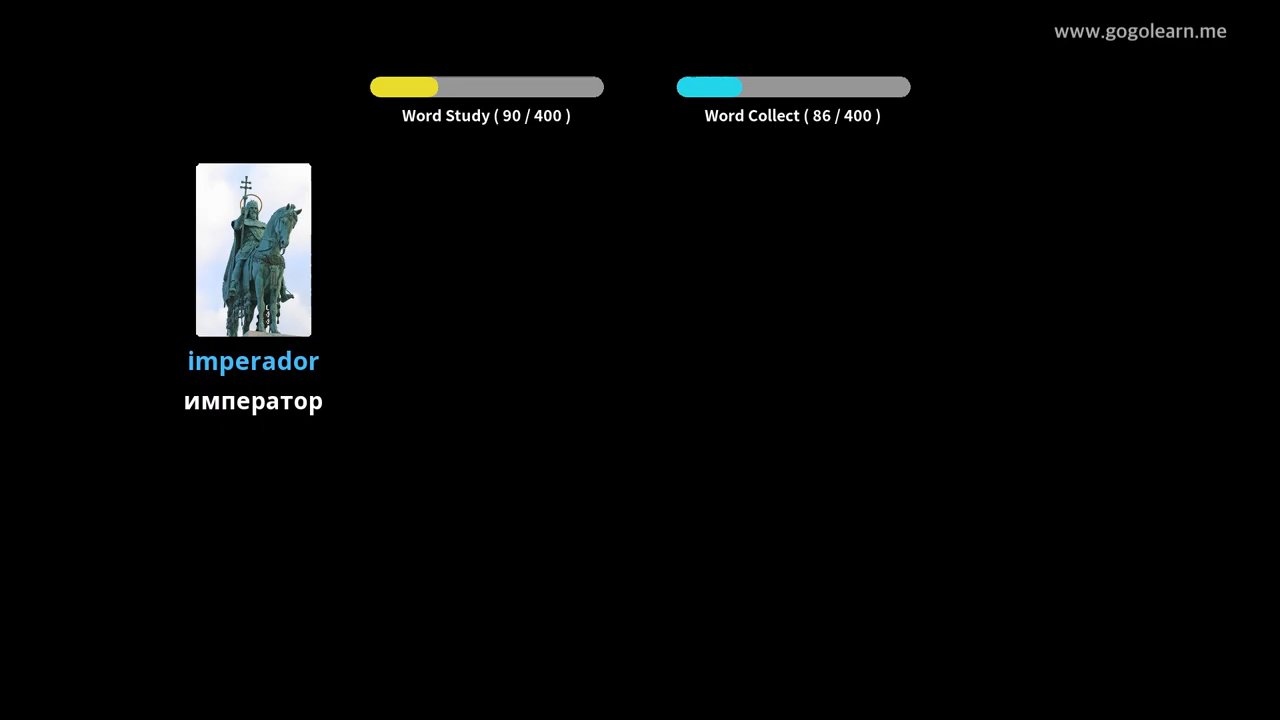 www.gogolearn.me
Word Study ( 90 / 400 )
Word Collect ( 86 / 400 )
imperador
император